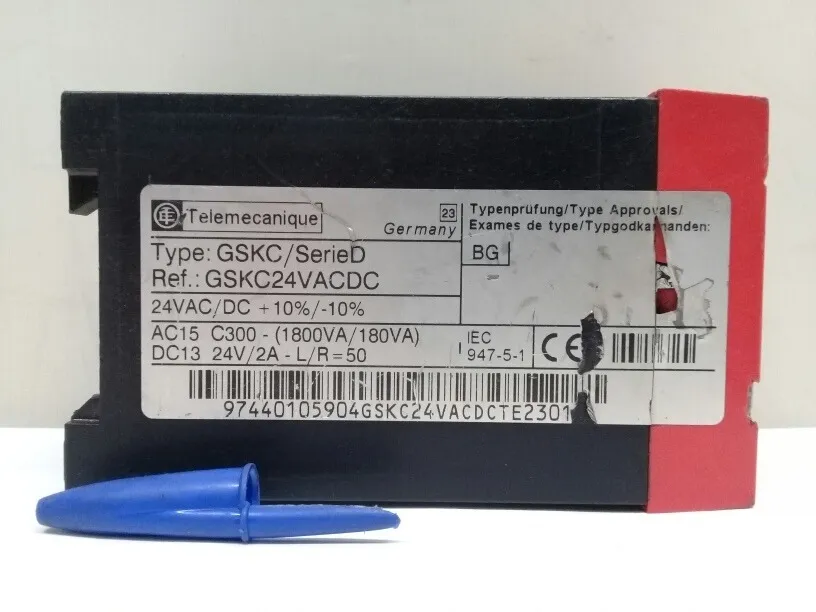 Telemecanique
23
Germany
Type: GSKC/SerieD
Ref.: GSKC24VACDC
24VAC/DC +10%/-10%
AC15 C300 - (1800VA/180VA)
DC13 24V/2A - L/R=50
Typenprüfung/Type Approvals/
Exames de type/Typgodkannanden:
BG
IEC
947-5-1
CE
97440105904GSKC24VACDCTE2301